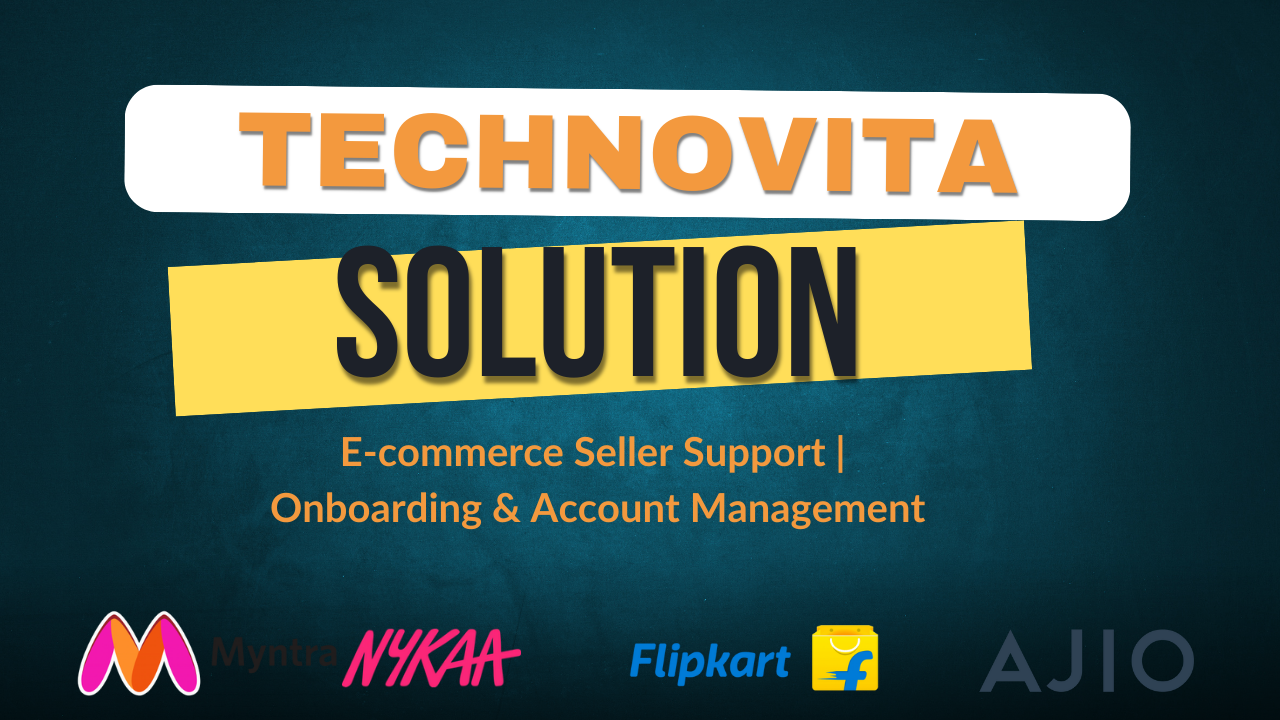 TECHNOVITA
SOLUTION
E-commerce Seller Support |
Onboarding & Account Management
Myntra NYKAA Flipkart AJIO